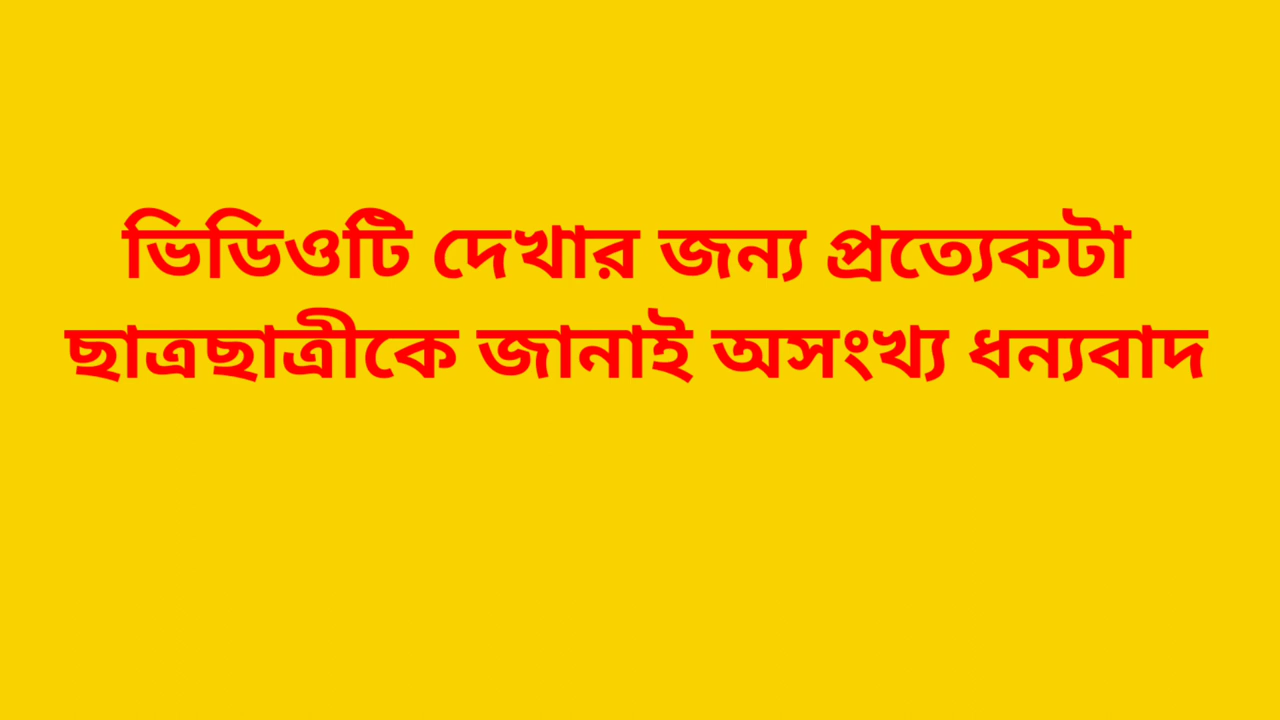 ভিডিওটি দেখার জন্য প্রত্যেকটা
ছাত্রছাত্রীকে জানাই অসংখ্য ধন্যবাদ